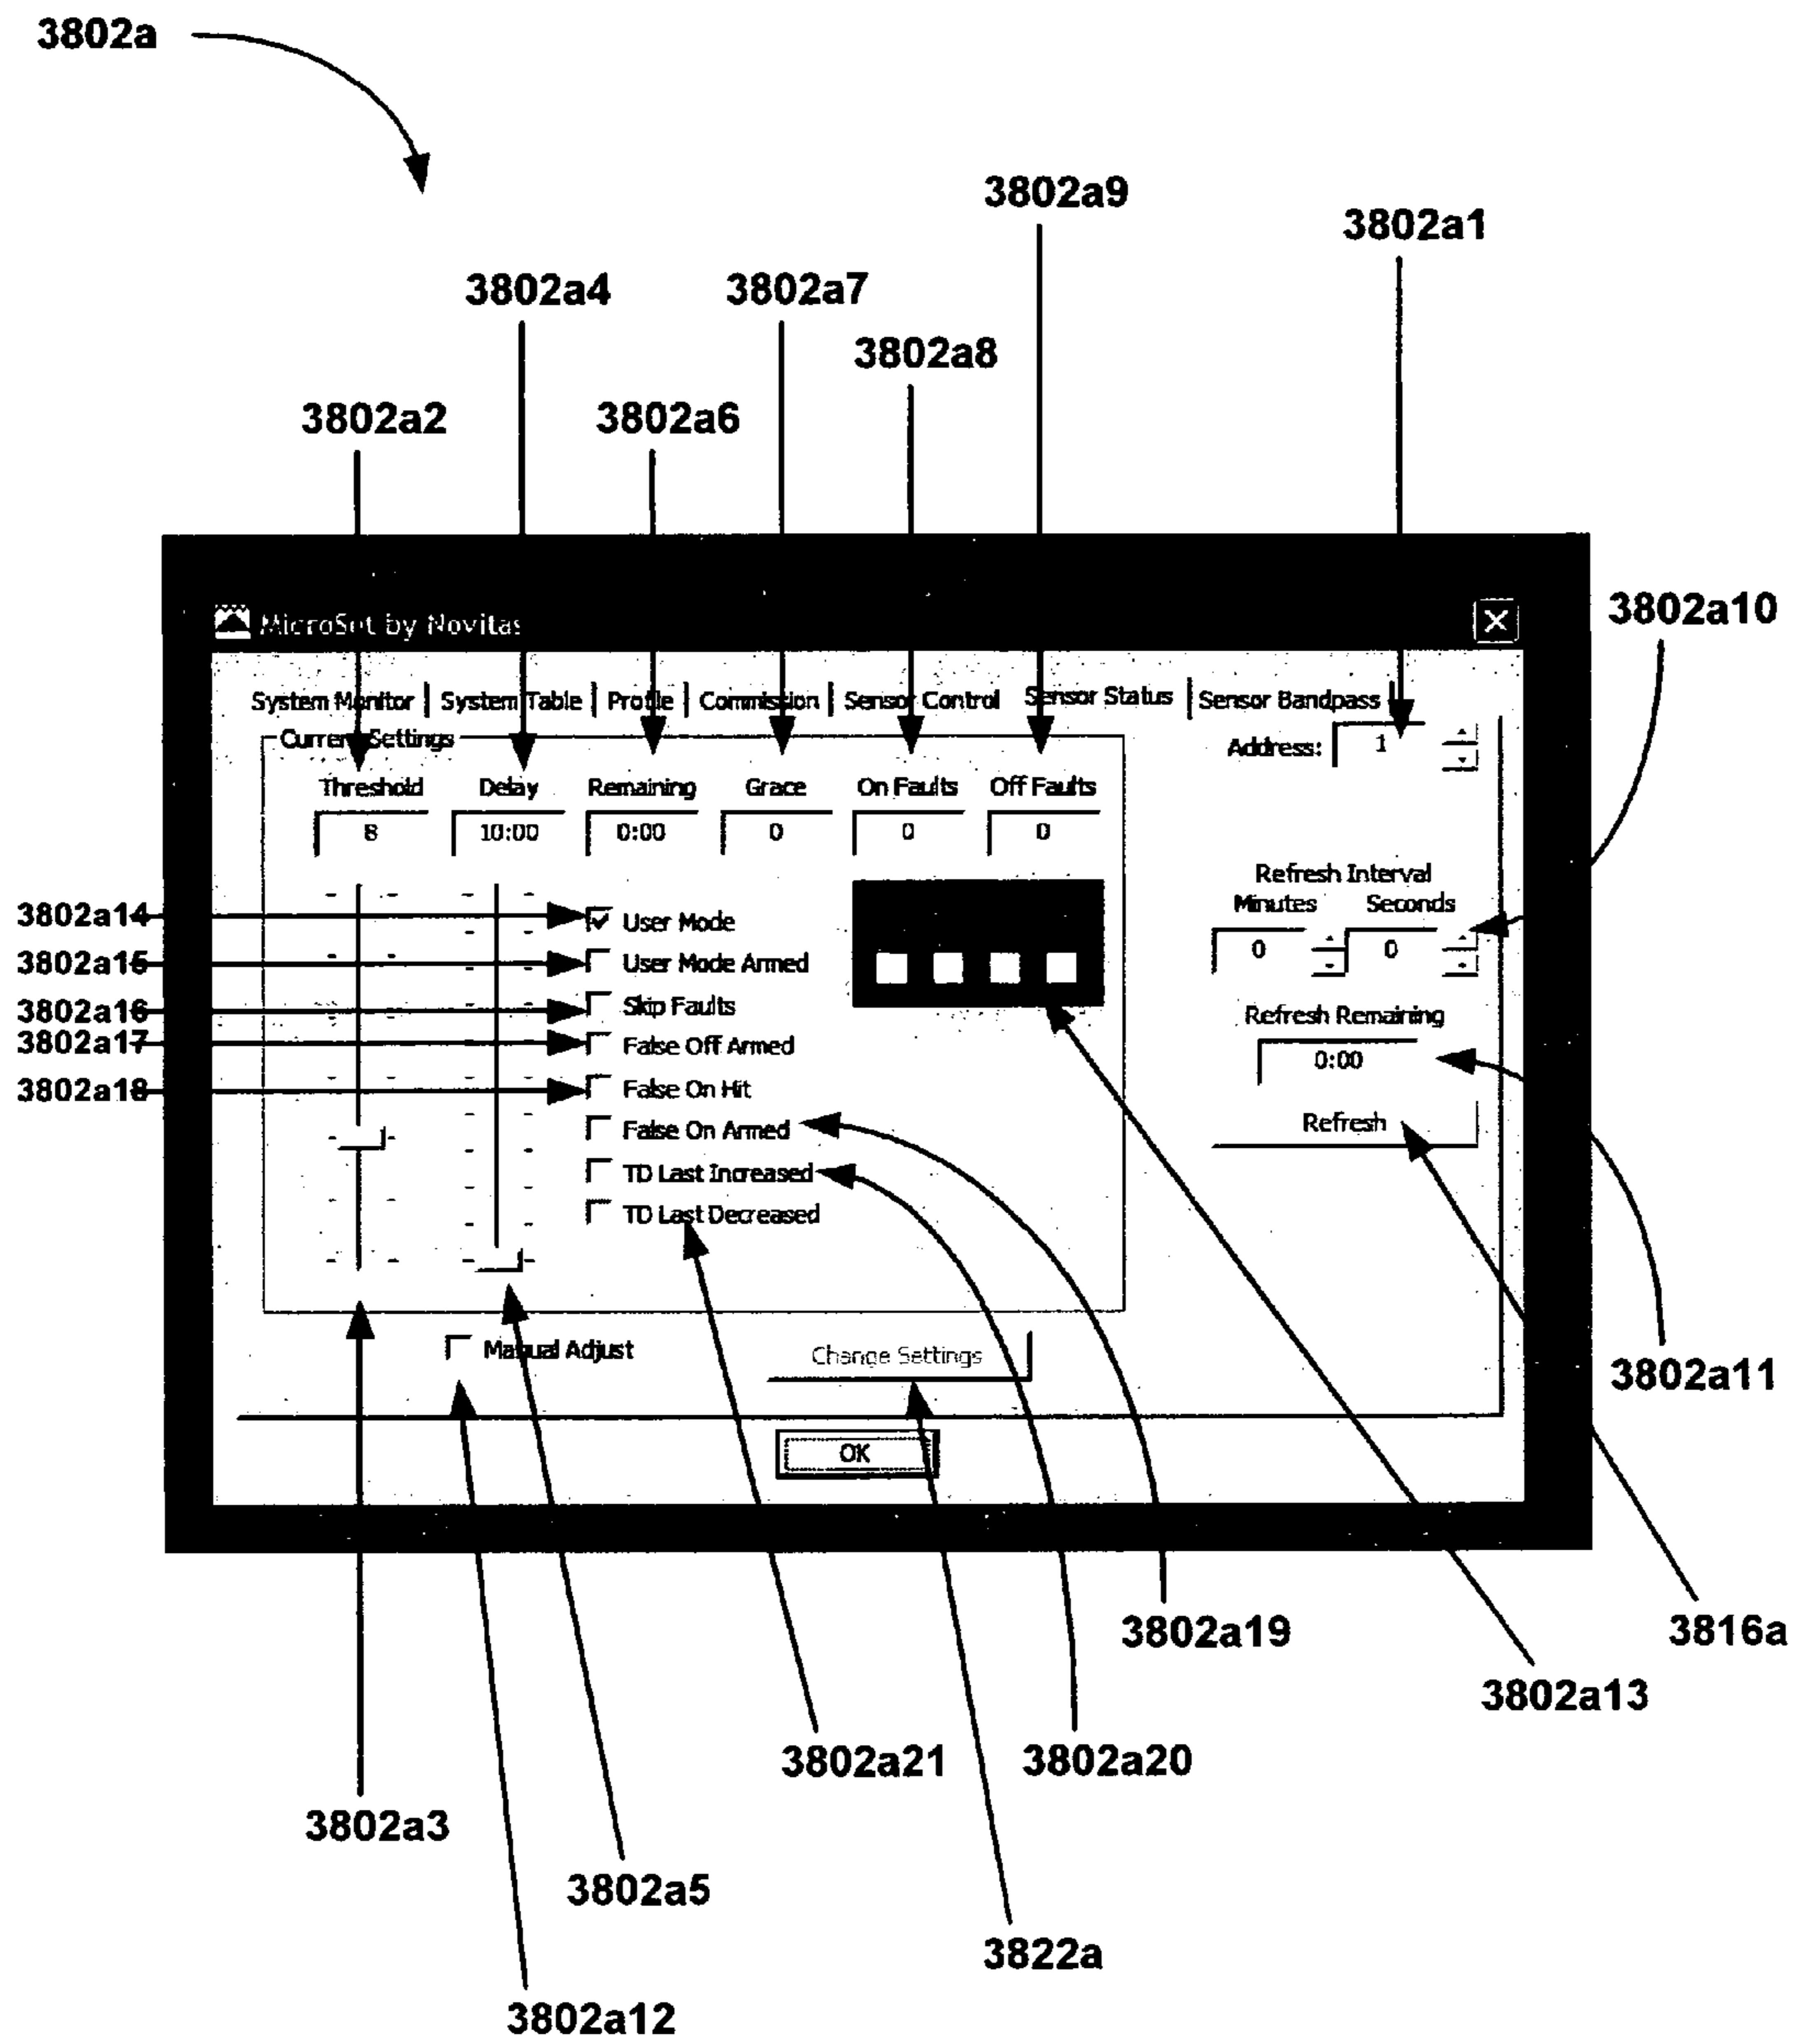 3802a
3802a9
3802a1
3802a4
3802a7
3802a8
3802a2
3802a6
MicroSet by Novitas
3802a10
System Monitor System Table Profile Commission Sensor Control Sensor Status Sensor Bandpass
Current Settings
Address: 1
Threshold Delay Remaining Grace On Faults Off Faults
8 10:00 0:00 0 0 0
Refresh Interval
Minutes Seconds
0 0
3802a14 User Mode
3802a15 User Mode Armed
3802a16 Skip Faults
Refresh Remaining
0:00
3802a17 False Off Armed
3802a18 False On Hit
Refresh
False On Armed
TD Last Increased
TD Last Decreased
Manual Adjust
Change Settings
3802a11
OK
3802a19
3816a
3802a13
3802a21
3802a20
3802a3
3802a5
3822a
3802a12